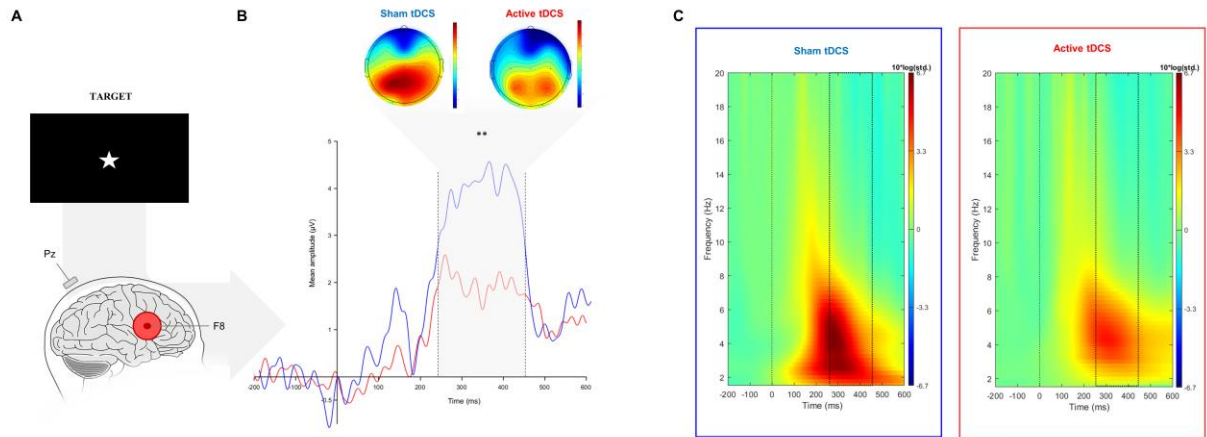 A
TARGET
Pz
F8
B
Sham tDCS
Active tDCS
**
5
4
3
2
1
-0.5
Mean amplitude (µV)
-200
-100
0
100
200
300
400
500
600
Time (ms)
C
Sham tDCS
10*log(std.)
20
18
16
14
12
10
8
6
4
2
Frequency (Hz)
-200 -100 0 100 200 300 400 500 600
Time (ms)
6.7
3.3
0
-3.3
-6.7
Active tDCS
10*log(std.)
20
18
16
14
12
10
8
6
4
2
Frequency (Hz)
-200 -100 0 100 200 300 400 500 600
Time (ms)
6.7
3.3
0
-3.3
-6.7